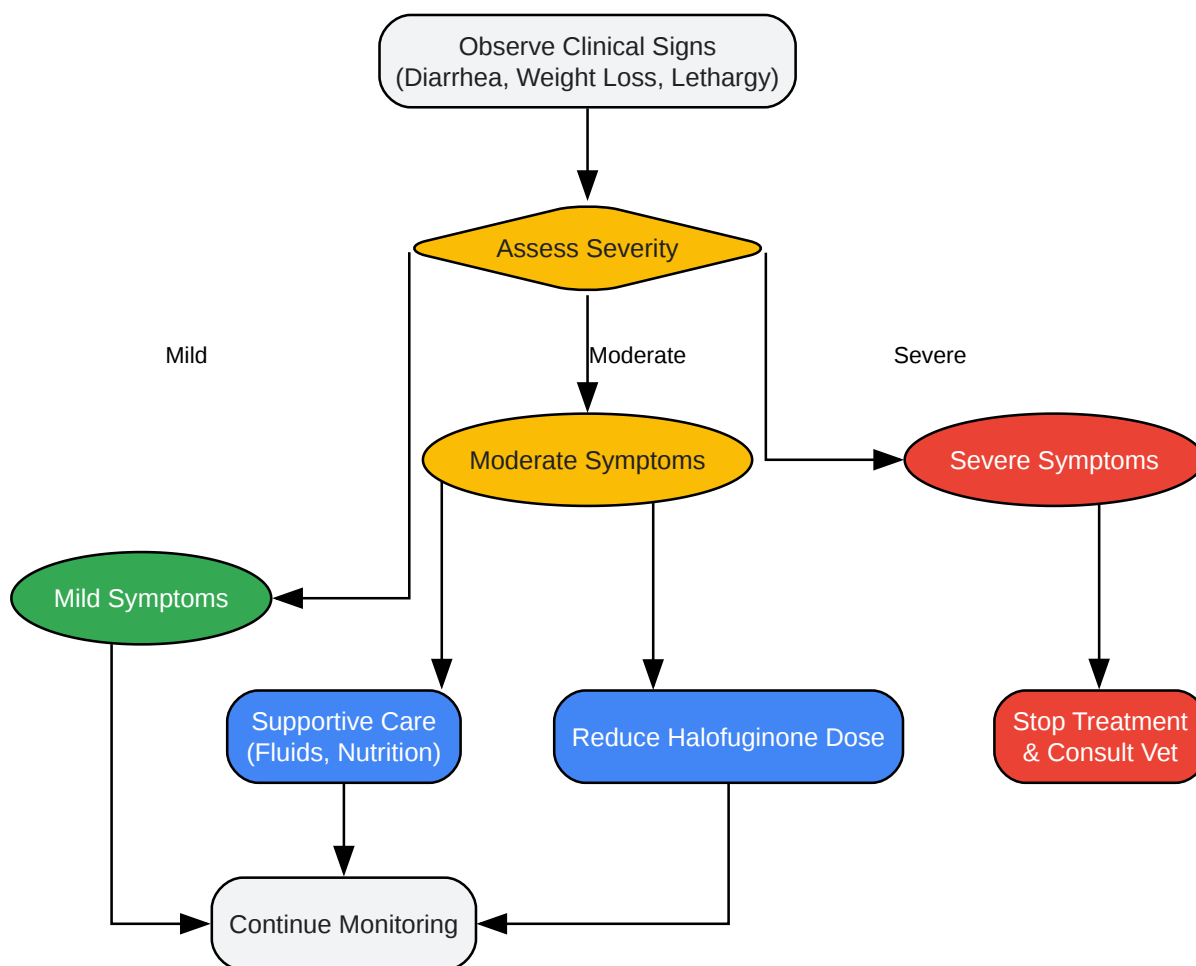 Observe Clinical Signs
(Diarrhea, Weight Loss, Lethargy)
Assess Severity
Mild
Moderate
Severe
Moderate Symptoms
Severe Symptoms
Mild Symptoms
Supportive Care
(Fluids, Nutrition)
Reduce Halofuginone Dose
Stop Treatment
& Consult Vet
Continue Monitoring